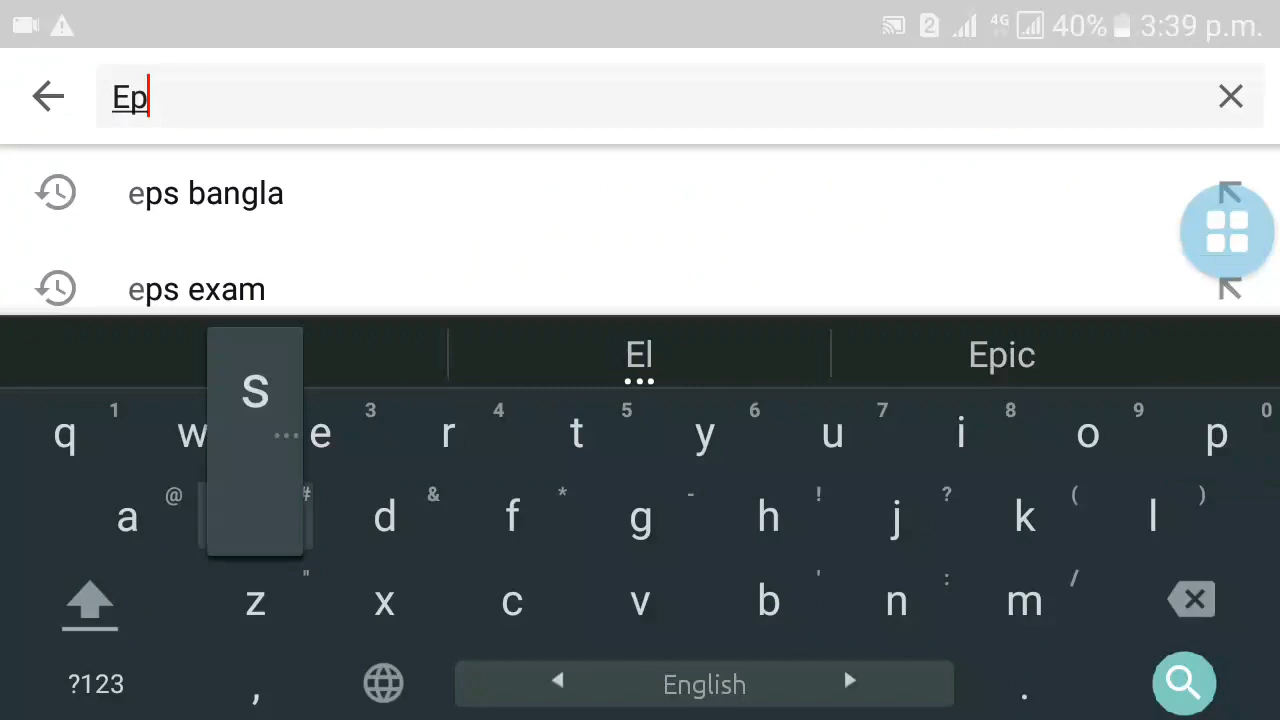 2 4G 40% 3:39 p.m.
Ep
eps bangla
eps exam
El Epic
s
1 3 4 5 6 7 8 9 0
q w e r t y u i o p
@ # & * - ! ? ( )
a d f g h j k l
" ' : /
z x c v b n m
?123 , English .